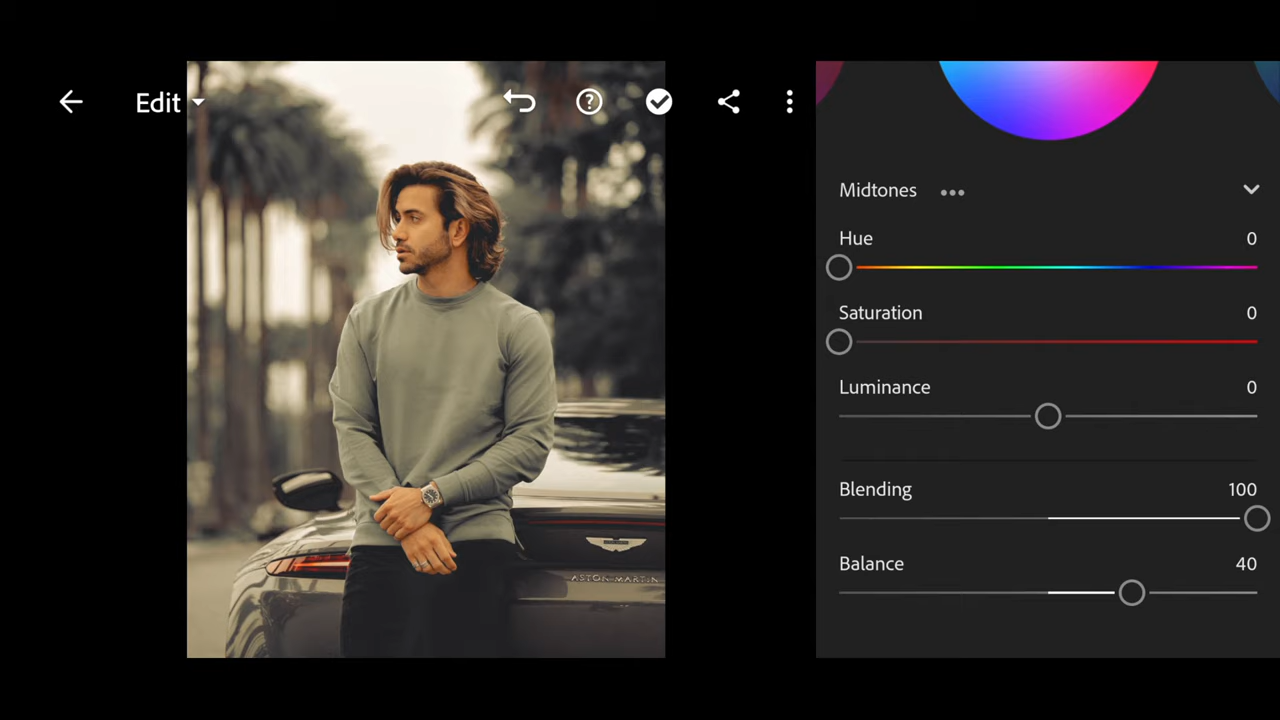 Edit
Midtones
Hue 0
Saturation 0
Luminance 0
Blending 100
Balance 40
ASTON MARTIN